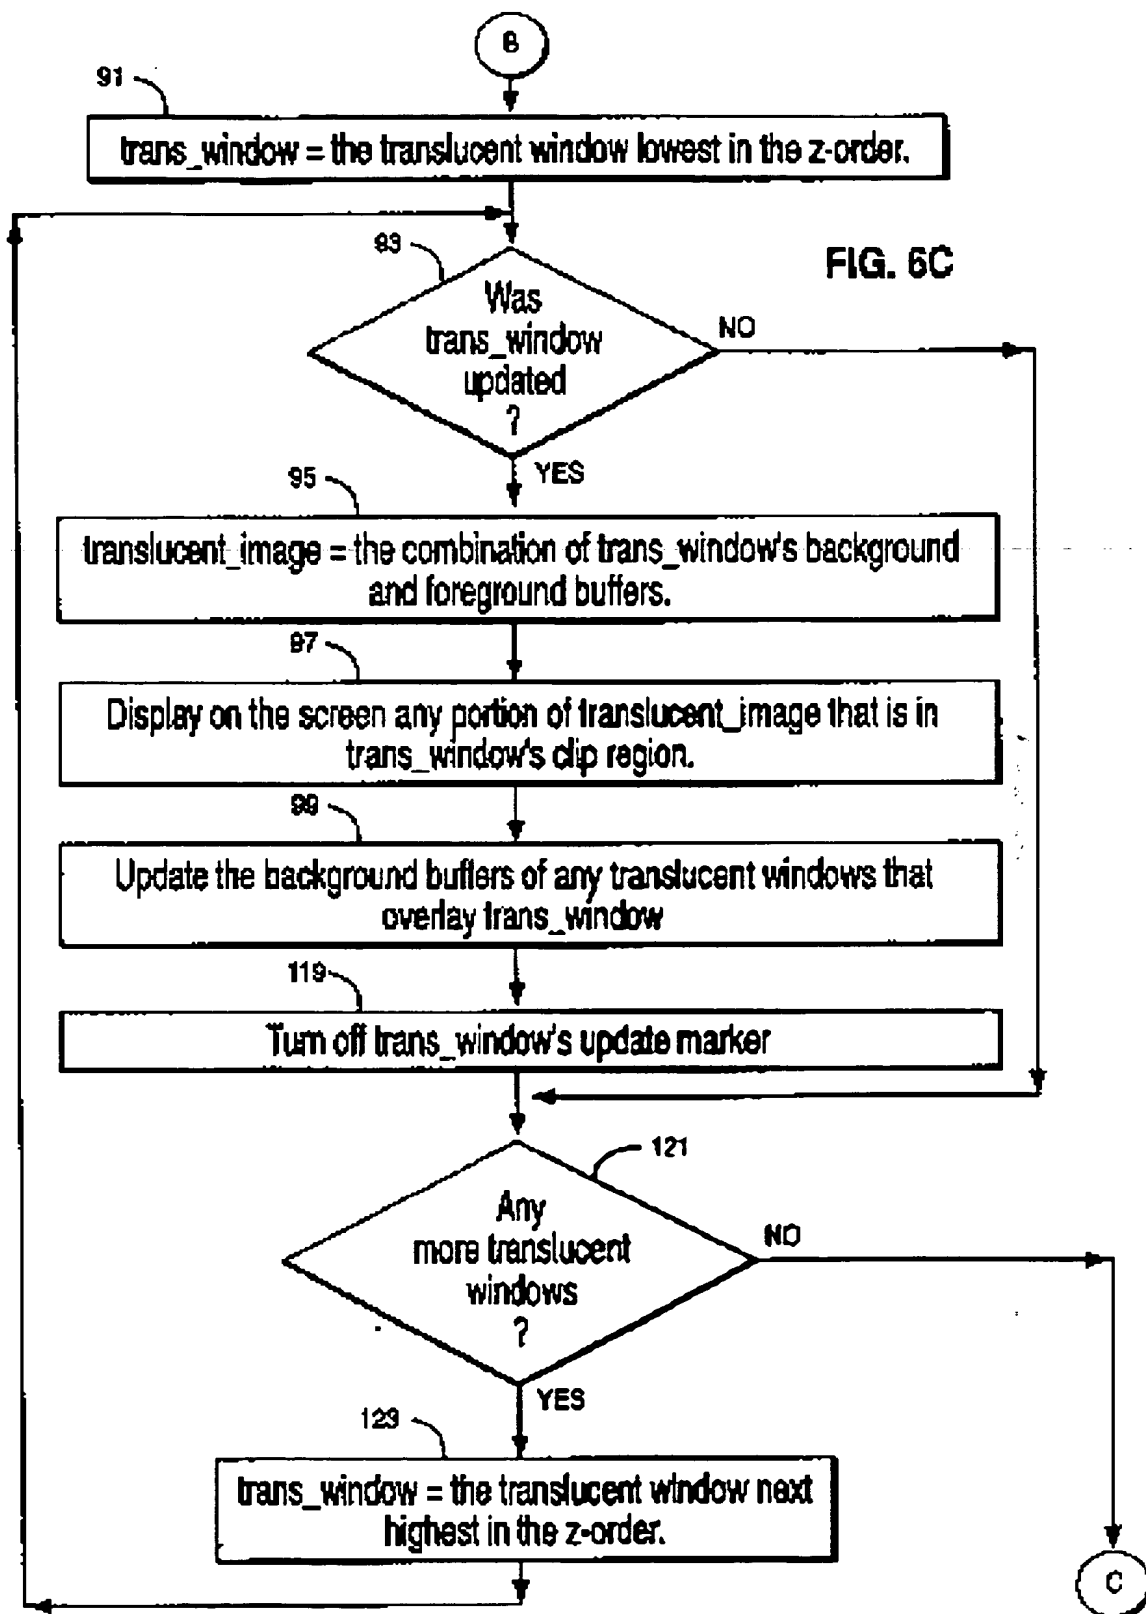 B
91
trans_window = the translucent window lowest in the z-order.
93
FIG. 6C
Was
trans_window
updated
?
NO
YES
95
translucent_image = the combination of trans_window's background
and foreground buffers.
97
Display on the screen any portion of translucent_image that is in
trans_window's clip region.
99
Update the background buffers of any translucent windows that
overlay trans_window
119
Turn off trans_window's update marker
121
Any
more translucent
windows
?
NO
YES
123
trans_window = the translucent window next
highest in the z-order.
C